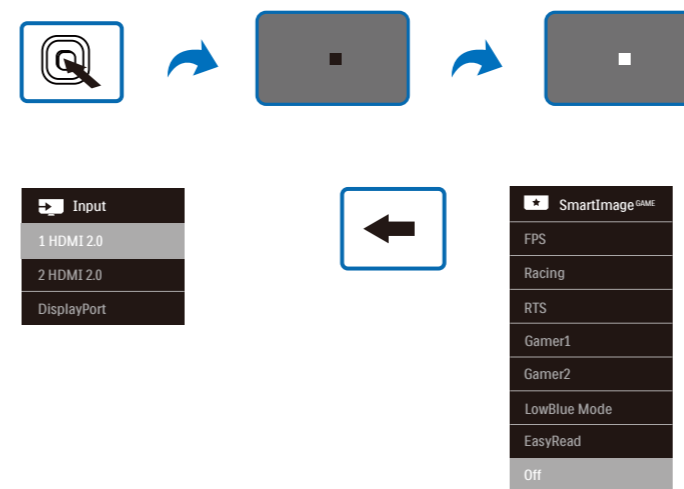 Input
1 HDMI 2.0
2 HDMI 2.0
DisplayPort
SmartImage GAME
FPS
Racing
RTS
Gamer1
Gamer2
LowBlue Mode
EasyRead
Off